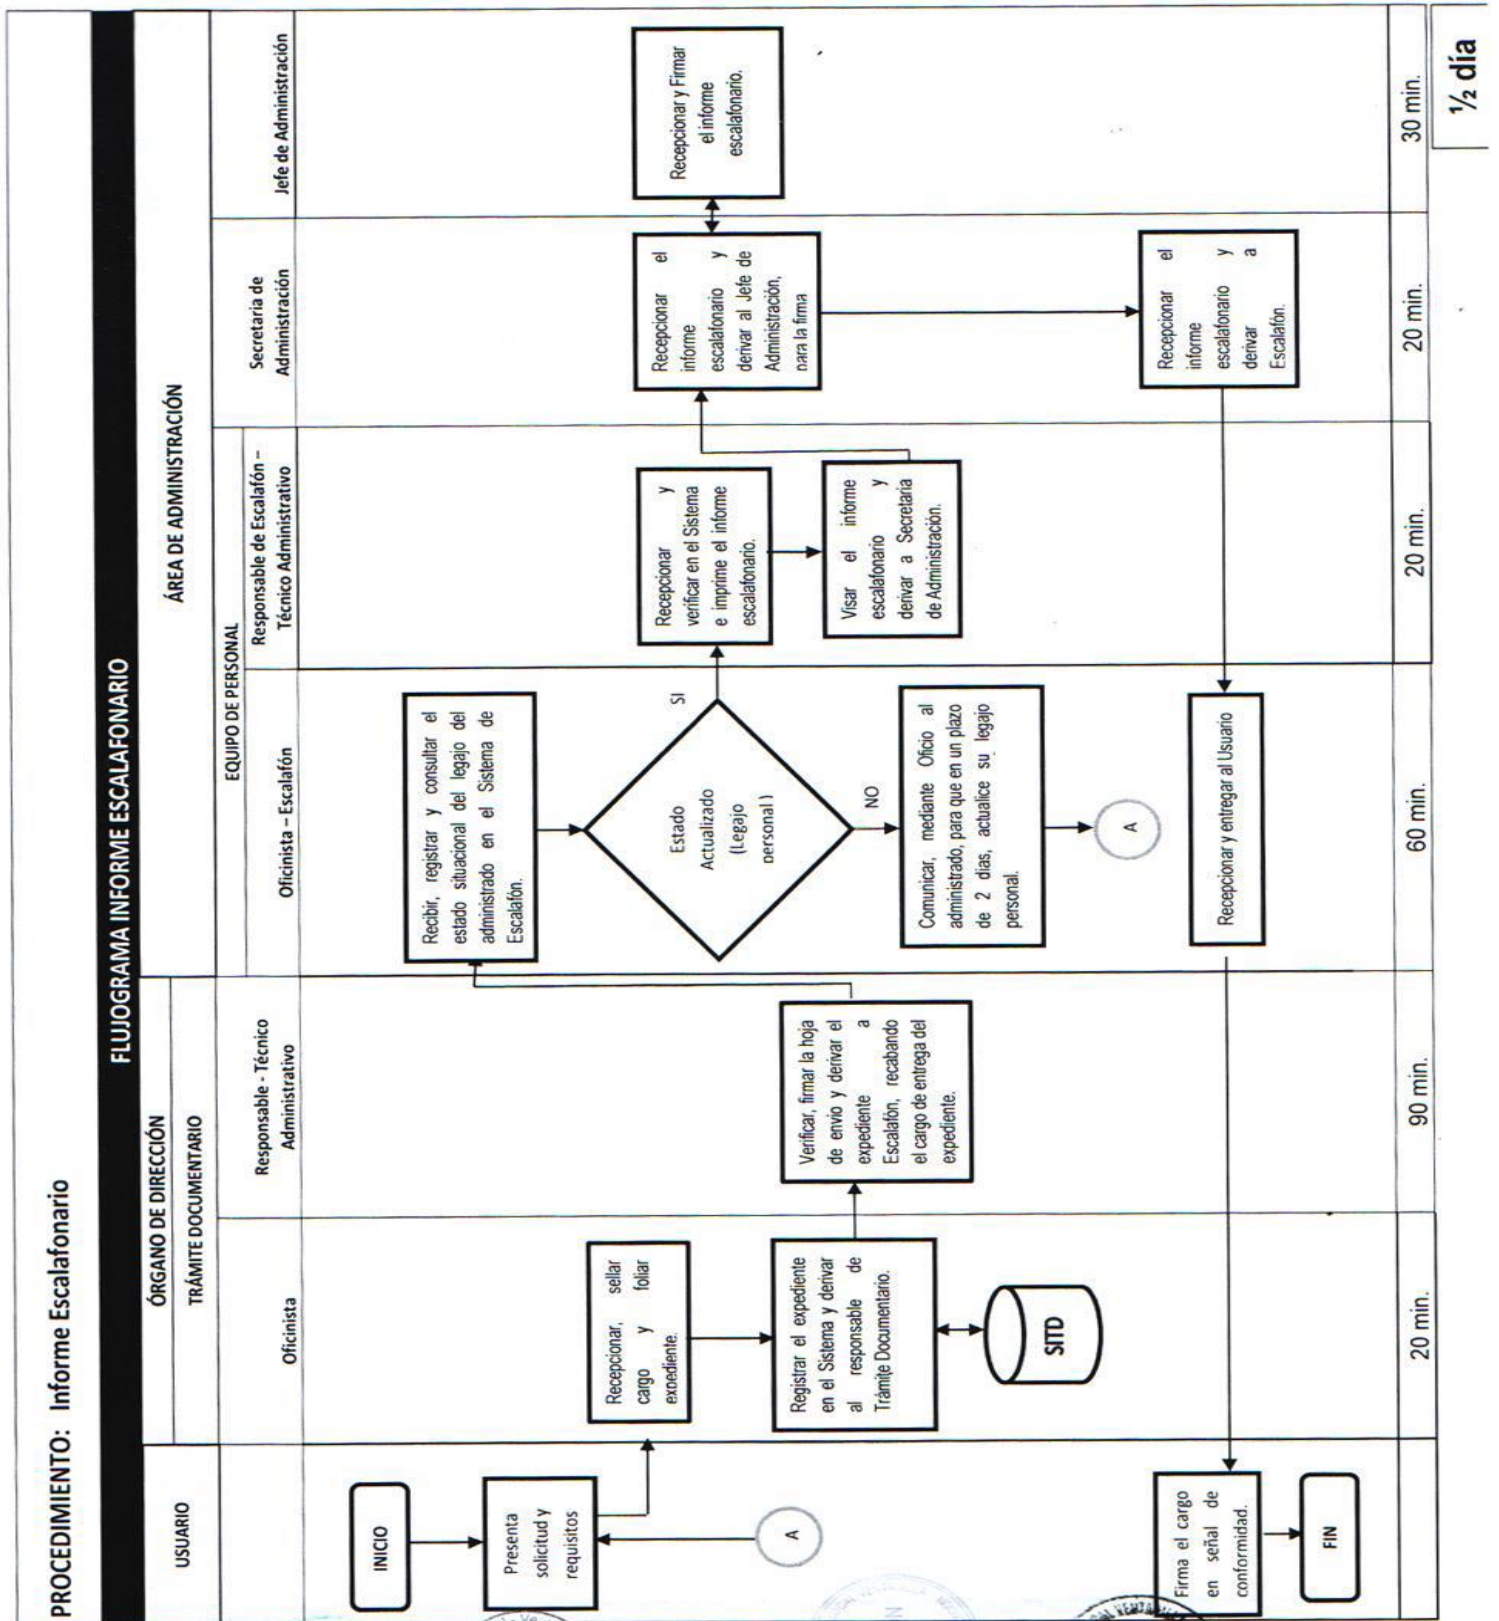 PROCEDIMIENTO: Informe Escalafonario
FLUJOGRAMA INFORME ESCALAFONARIO
USUARIO
ÓRGANO DE DIRECCIÓN
TRÁMITE DOCUMENTARIO
Oficinista
Responsable - Técnico
Administrativo
ÁREA DE ADMINISTRACIÓN
EQUIPO DE PERSONAL
Oficinista – Escalafón
Responsable de Escalafón –
Técnico Administrativo
Secretaria de
Administración
Jefe de Administración
INICIO
Presenta
solicitud y
requisitos
A
Recepcionar, sellar
cargo y foliar
expediente.
Registrar el expediente
en el Sistema y derivar
al responsable de
Trámite Documentario.
SITD
Verificar, firmar la hoja
de envio y derivar el
expediente a
Escalafón, recabando
el cargo de entrega del
expediente.
Recibir, registrar y consultar el
estado situacional del legajo del
administrado en el Sistema de
Escalafón.
Estado
Actualizado
(Legajo
personal )
SI
NO
Comunicar, mediante Oficio al
administrado, para que en un plazo
de 2 dias, actualice su legajo
personal.
A
Recepcionar y
verificar en el Sistema
e imprime el informe
escalafonario.
Visar el informe
escalafonario y
derivar a Secretaria
de Administración.
Recepcionar el
informe
escalafonario y
derivar al Jefe de
Administración,
para la firma
Recepcionar y Firmar
el informe
escalafonario.
Recepcionar el
informe
escalafonario y
derivar a
Escalafón.
Recepcionar y entregar al Usuario
Firma el cargo
en señal de
conformidad.
FIN
20 min.
90 min.
60 min.
20 min.
20 min.
30 min.
½ día